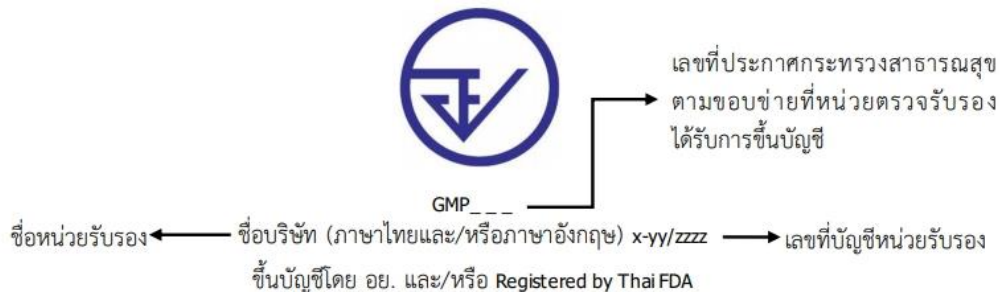 เลขที่ประกาศกระทรวงสาธารณสุข
ตามขอบข่ายที่หน่วยตรวจรับรอง
ได้รับการขึ้นบัญชี
GMP_ _ _
ชื่อหน่วยรับรอง ชื่อบริษัท (ภาษาไทยและ/หรือภาษาอังกฤษ) x-yy/zzzz เลขที่บัญชีหน่วยรับรอง
ขึ้นบัญชีโดย อย. และ/หรือ Registered by Thai FDA